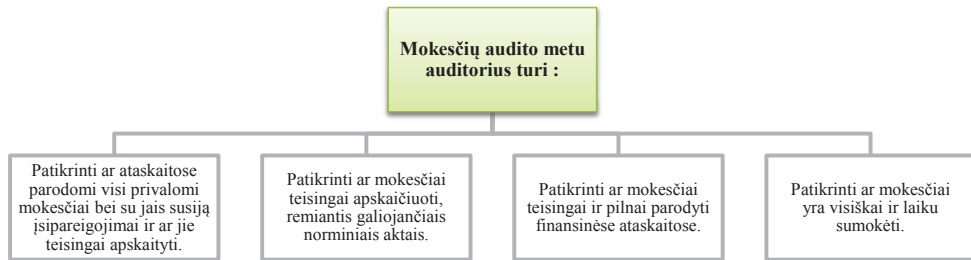 Mokesčių audito metu
auditorius turi :
Patikrinti ar ataskaitose
parodomi visi privalomi
mokesčiai bei su jais susiją
įsipareigojimai ir ar jie
teisingai apskaityti.
Patikrinti ar mokesčiai
teisingai apskaičiuoti,
remiantis galiojančiais
norminiais aktais.
Patikrinti ar mokesčiai
teisingai ir pilnai parodyti
finansinėse ataskaitose.
Patikrinti ar mokesčiai
yra visiškai ir laiku
sumokėti.